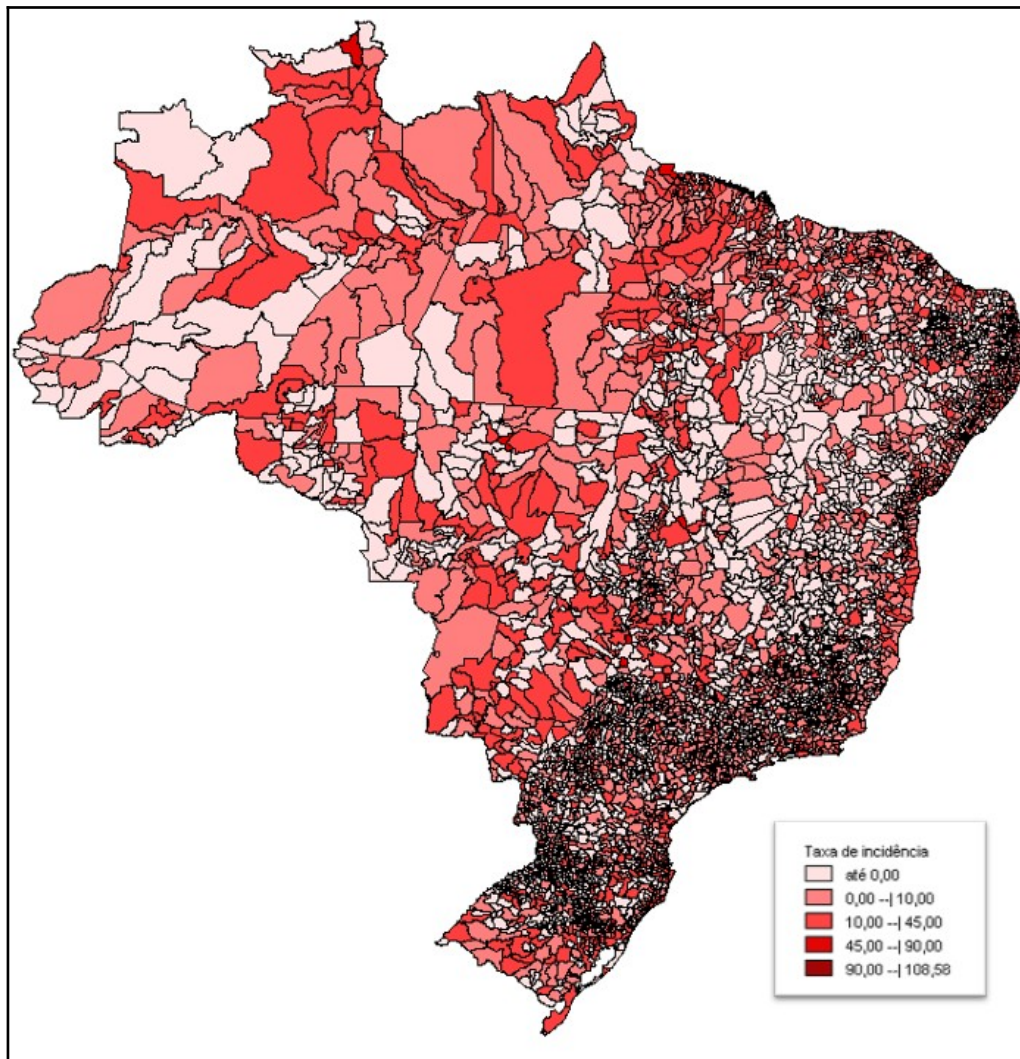 Taxa de incidência
até 0,00
0,00 --| 10,00
10,00 --| 45,00
45,00 --| 90,00
90,00 --| 108,58